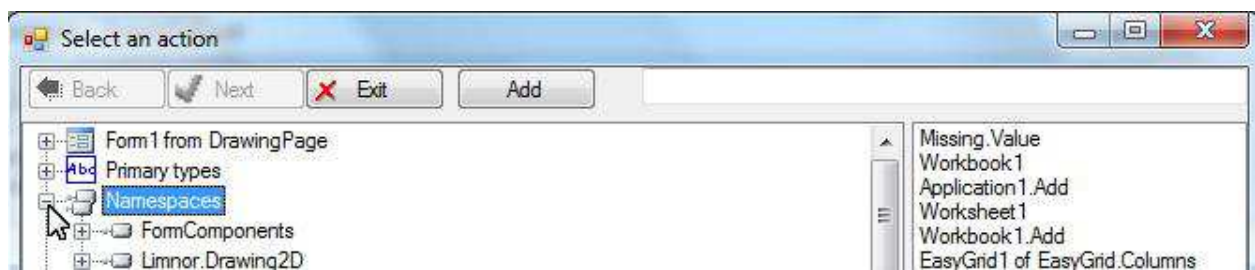 Select an action
Back Next Exit Add
Form1 from DrawingPage
Abc Primary types
Namespaces
FormComponents
Limnor.Drawing2D
Missing.Value
Workbook1
Application1.Add
Worksheet1
Workbook1.Add
EasyGrid1 of EasyGrid.Columns